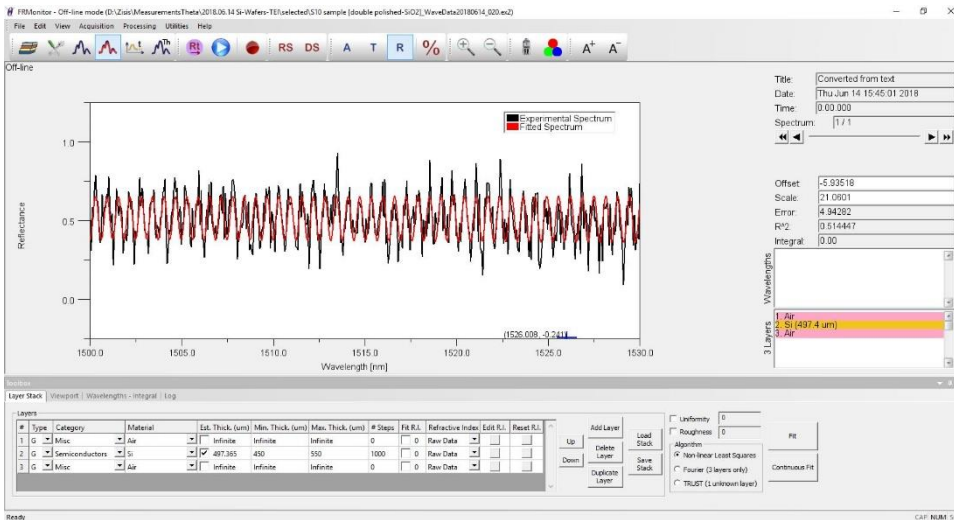 FRMonitor - Off-line mode (D:\Zisis\MeasurementsTheta\2018.06.14 Si-Wafers-TEI\selected\S10 sample [double polished-SiO2]_WaveData20180614_020.ex2)
File Edit View Acquisition Processing Utilities Help
Th Rt RS DS A T R % A+ A-
Off-line
Experimental Spectrum
Fitted Spectrum
1.0
0.5
0.0
Reflectance
(1526.008, -0.241)
1500.0 1505.0 1510.0 1515.0 1520.0 1525.0 1530.0
Wavelength [nm]
Title: Converted from text
Date: Thu Jun 14 15:45:01 2018
Time: 0:00.000
Spectrum: 1 / 1
Offset: -5.93518
Scale: 21.0601
Error: 4.94282
R^2: 0.514447
Integral: 0.00
Wavelengths
3 Layers
1. Air
2. Si [497.4 um]
3. Air
Toolbox
Layer Stack Viewport Wavelengths - Integral Log
Layers
# Type Category Material Est. Thick. (um) Min. Thick. (um) Max. Thick. (um) # Steps Fit R.I. Refractive Index Edit R.I. Reset R.I.
1 G Misc Air Infinite Infinite Infinite 0 0 Raw Data
2 G Semiconductors Si 497.365 450 550 1000 0 Raw Data
3 G Misc Air Infinite Infinite Infinite 0 0 Raw Data
Up
Down
Add Layer
Delete Layer
Duplicate Layer
Load Stack
Save Stack
Uniformity 0
Roughness 0
Algorithm
Non-linear Least Squares
Fourier (3 layers only)
TRUST (1 unknown layer)
Fit
Continuous Fit
Ready
CAP NUM